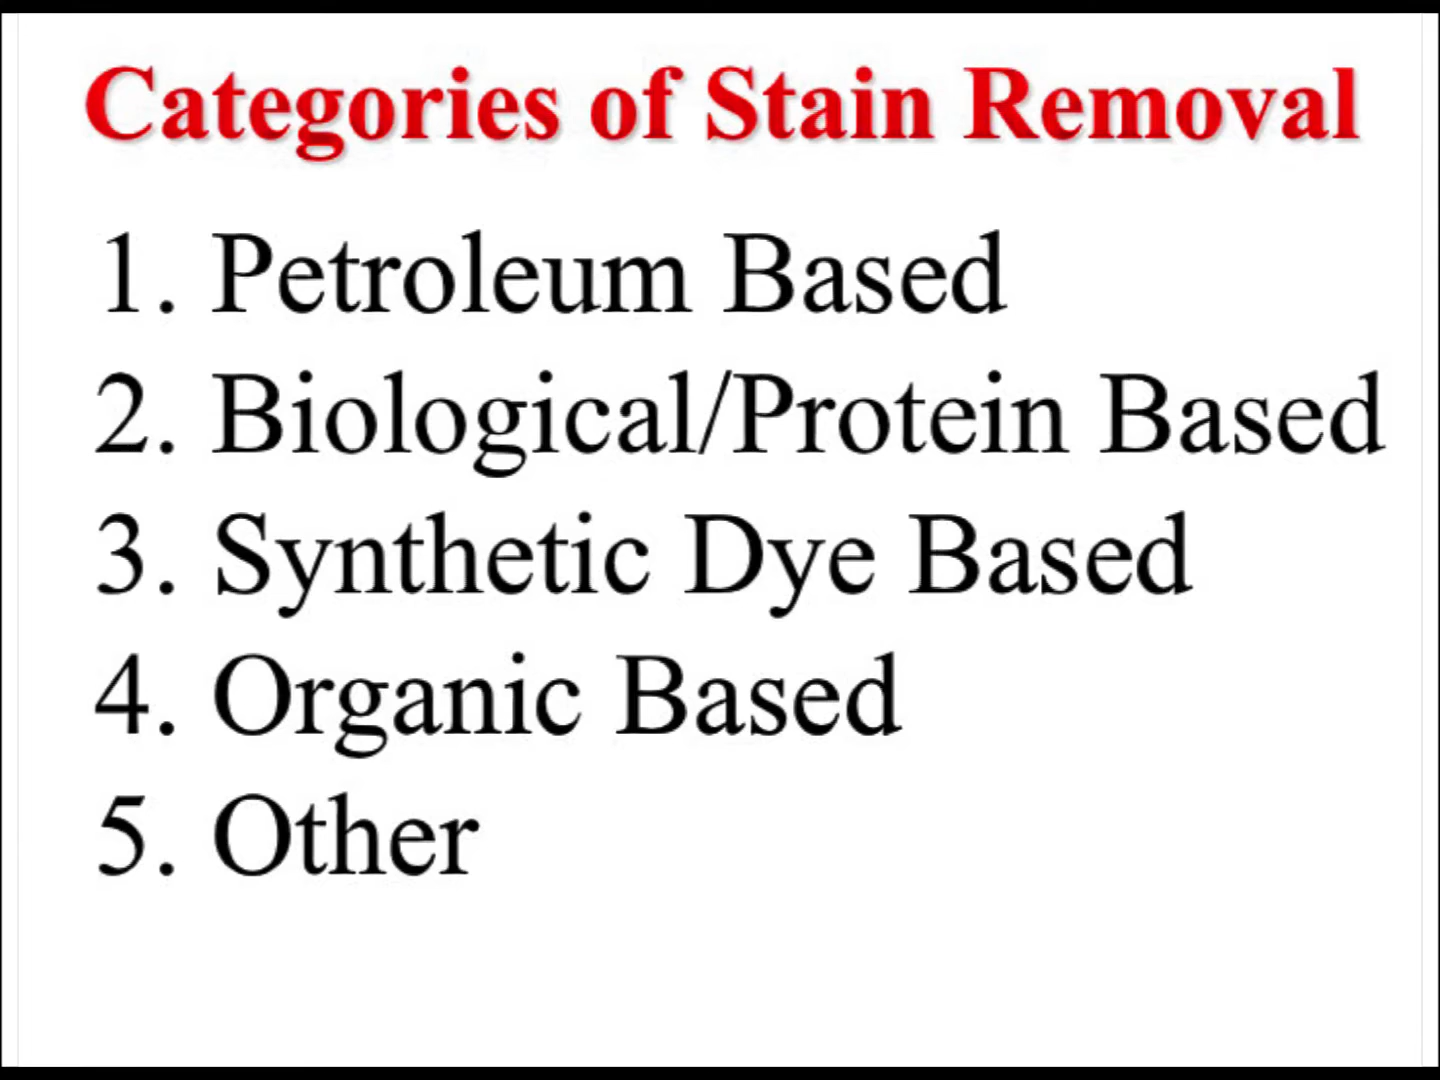 Categories of Stain Removal
1. Petroleum Based
2. Biological/Protein Based
3. Synthetic Dye Based
4. Organic Based
5. Other